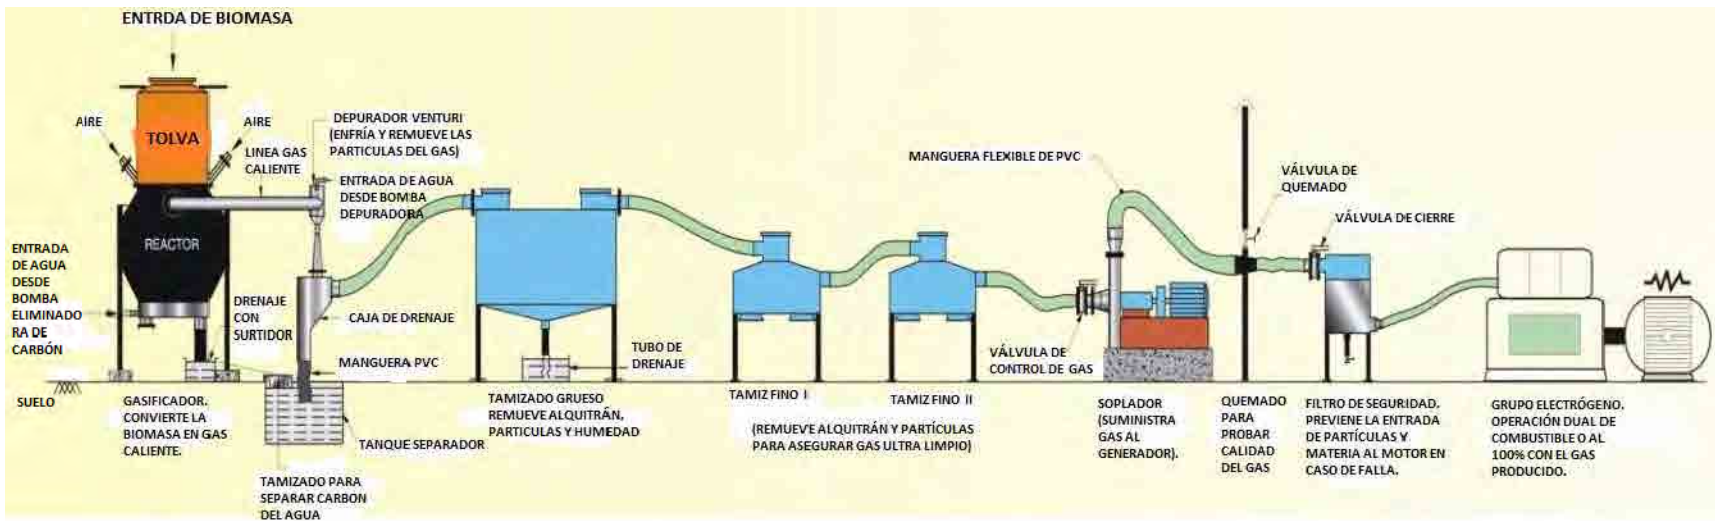 ENTRDA DE BIOMASA
AIRE
TOLVA
AIRE
LINEA GAS
CALIENTE
DEPURADOR VENTURI
(ENFRÍA Y REMUEVE LAS
PARTICULAS DEL GAS)
ENTRADA DE AGUA
DESDE BOMBA
DEPURADORA
REACTOR
ENTRADA
DE AGUA
DESDE
BOMBA
ELIMINADO
RA DE
CARBÓN
DRENAJE
CON
SURTIDOR
CAJA DE DRENAJE
MANGUERA PVC
SUELO
GASIFICADOR.
CONVIERTE LA
BIOMASA EN GAS
CALIENTE.
TANQUE SEPARADOR
TAMIZADO PARA
SEPARAR CARBON
DEL AGUA
TUBO DE
DRENAJE
TAMIZADO GRUESO
REMUEVE ALQUITRÁN,
PARTICULAS Y HUMEDAD
TAMIZ FINO I
TAMIZ FINO II
(REMUEVE ALQUITRÁN Y PARTÍCULAS
PARA ASEGURAR GAS ULTRA LIMPIO)
MANGUERA FLEXIBLE DE PVC
VÁLVULA DE
CONTROL DE GAS
SOPLADOR
(SUMINISTRA
GAS AL
GENERADOR).
VÁLVULA DE
QUEMADO
VÁLVULA DE CIERRE
QUEMADO
PARA
PROBAR
CALIDAD
DEL GAS
FILTRO DE SEGURIDAD.
PREVIENE LA ENTRADA
DE PARTÍCULAS Y
MATERIA AL MOTOR EN
CASO DE FALLA.
GRUPO ELECTRÓGENO.
OPERACIÓN DUAL DE
COMBUSTIBLE O AL
100% CON EL GAS
PRODUCIDO.